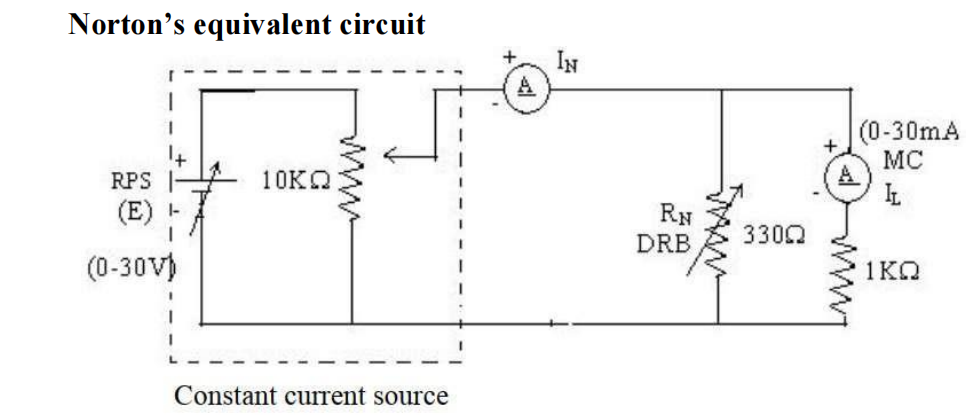 Norton's equivalent circuit
+ IN
A
-
(0-30mA
+ MC
A
- IL
+
RPS
(E)
-
(0-30V)
10KΩ
RN
DRB
330Ω
1KΩ
Constant current source